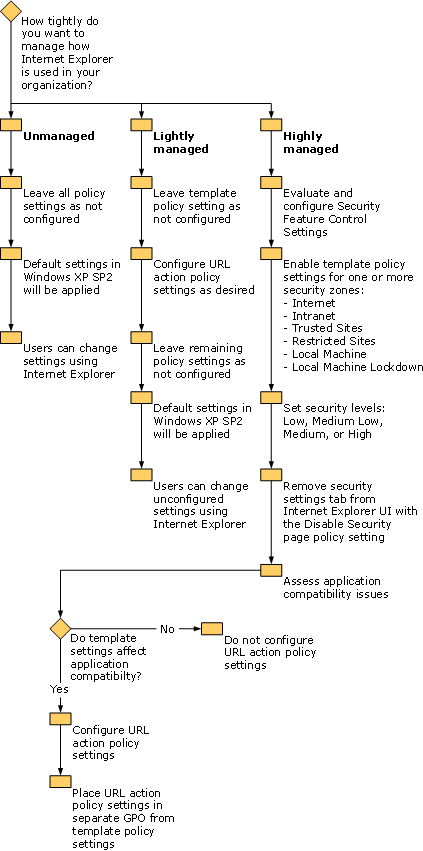 How tightly do
you want to
manage how
Internet Explorer
is used in your
organization?
Unmanaged
Leave all policy
settings as not
configured
Default settings in
Windows XP SP2
will be applied
Users can change
settings using
Internet Explorer
Lightly
managed
Leave template
policy setting as
not configured
Configure URL
action policy
settings as desired
Leave remaining
policy settings as
not configured
Default settings in
Windows XP SP2
will be applied
Users can change
unconfigured
settings using
Internet Explorer
Highly
managed
Evaluate and
configure Security
Feature Control
Settings
Enable template policy
settings for one or more
security zones:
- Internet
- Intranet
- Trusted Sites
- Restricted Sites
- Local Machine
- Local Machine Lockdown
Set security levels:
Low, Medium Low,
Medium, or High
Remove security
settings tab from
Internet Explorer UI with
the Disable Security
page policy setting
Assess application
compatibility issues
Do template
settings affect
application
compatibilty?
No
Do not configure
URL action policy
settings
Yes
Configure URL
action policy
settings
Place URL action
policy settings in
separate GPO from
template policy
settings